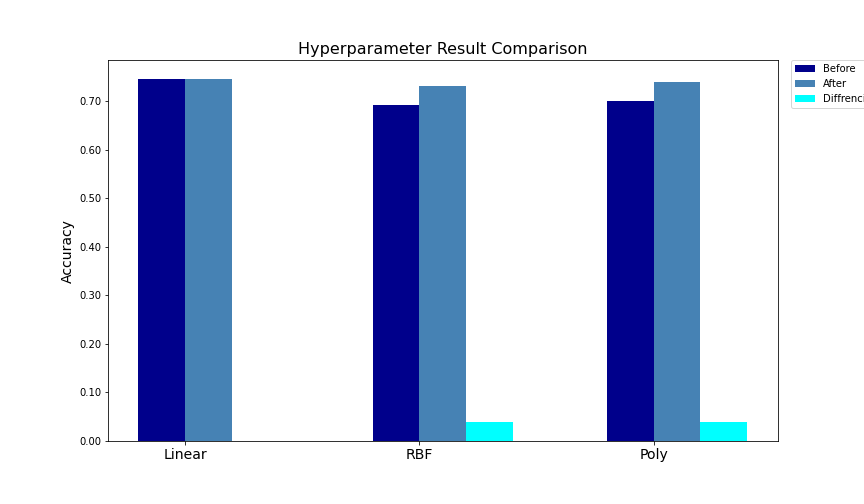 Hyperparameter Result Comparison
Before
After
Accuracy
0.70
0.60
0.50
0.40
0.30
0.20
0.10
0.00
Linear
RBF
Poly